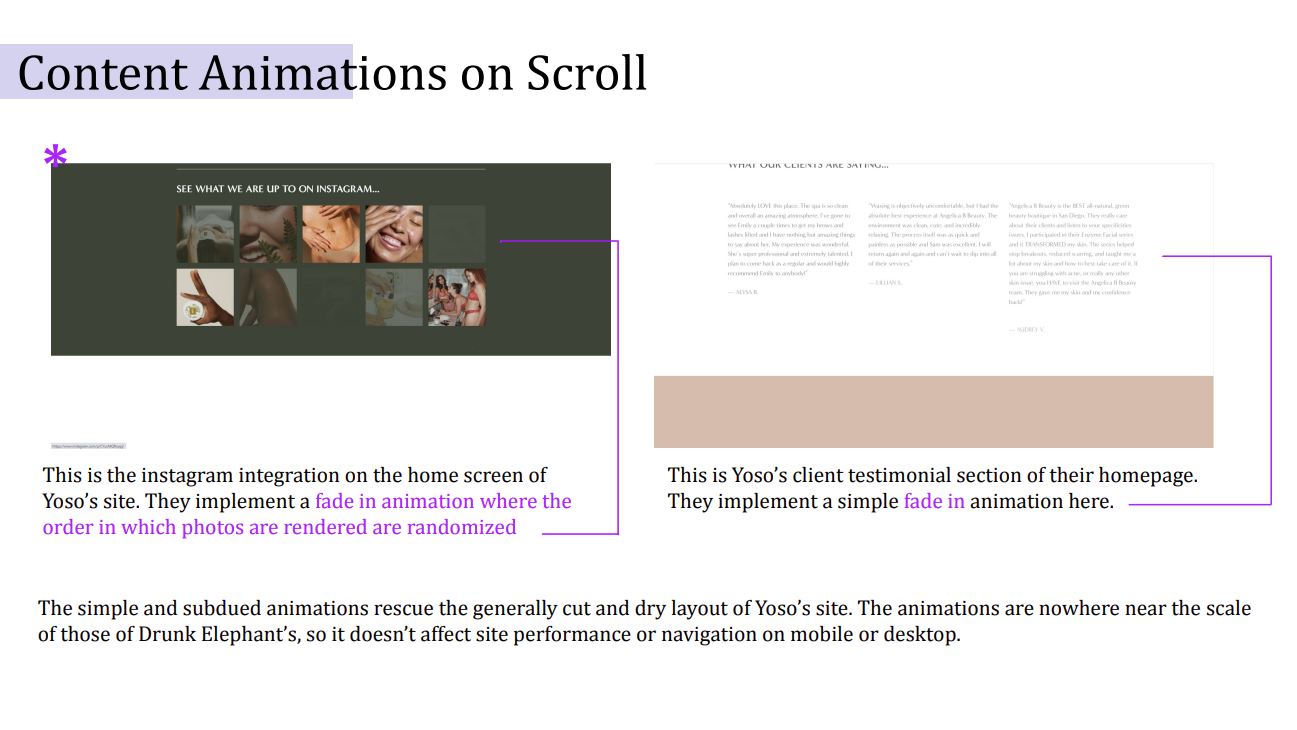 Content Animations on Scroll
*
SEE WHAT WE ARE UP TO ON INSTAGRAM...
This is the instagram integration on the home screen of
Yoso’s site. They implement a fade in animation where the
order in which photos are rendered are randomized
WHAT OUR CLIENTS ARE SAYING...
"Absolutely LOVE this place. The spa is so clean
and overall an amazing atmosphere. I've gone to
see Emily a couple times to get my brows and
lashes lifted and I have nothing but amazing things
to say about her. My experience was wonderful.
She's super professional and extremely talented. I
plan to come back as a regular and would highly
recommend Emily to anybody!"
— ALYSA B.
"Waxing is objectively uncomfortable, but I had the
absolute best experience at Angelica B Beauty. The
environment was clean, cute, and incredibly
relaxing. The process itself was as quick and
painless as possible and Sam was excellent. I will
return again and again and can't wait to dip into all
of their services."
— LILLIAN S.
"Angelica B Beauty is the BEST all-natural, green
beauty boutique in San Diego. They really care
about their clients and listen to your specificities
issues. I participated in their Enzyme Facial series
and it TRANSFORMED my skin. The series helped
stop breakouts, reduced scarring, and taught me a
lot about my skin and how to best take care of it. If
you are struggling with acne, or really any other
skin issue, you HAVE to visit the Angelica B Beauty
team. They gave me my skin and my confidence
back!"
— AUDREY V.
This is Yoso’s client testimonial section of their homepage.
They implement a simple fade in animation here.
The simple and subdued animations rescue the generally cut and dry layout of Yoso’s site. The animations are nowhere near the scale
of those of Drunk Elephant’s, so it doesn’t affect site performance or navigation on mobile or desktop.